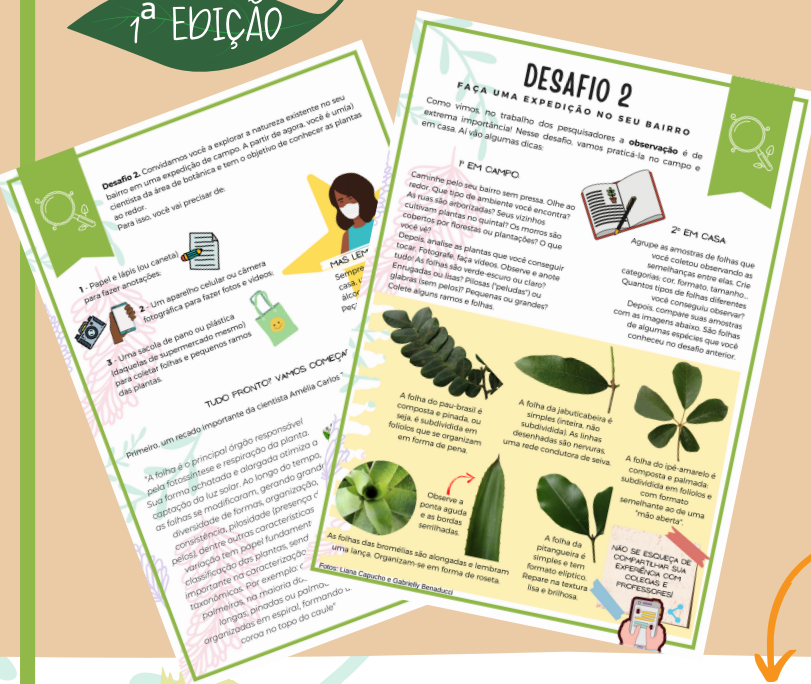 1ª EDIÇÃO
Desafio 2. Convidamos você a explorar a natureza existente no seu
bairro em uma expedição de campo. A partir de agora, você é um(a)
cientista da área de botânica e tem o objetivo de conhecer as plantas
ao redor.
Para isso, você vai precisar de:
1 - Papel e lápis (ou caneta)
para fazer anotações;
2 - Um aparelho celular ou câmera
fotográfica para fazer fotos e vídeos;
3 - Uma sacola de pano ou plástica
(daquelas de supermercado mesmo)
para coletar folhas e pequenos ramos
das plantas.
MAS LEM
Sempre
casa, u
álco
Peç
TUDO PRONTO? VAMOS COMEÇA
Primeiro, um recado importante da cientista Amélia Carlos
"A folha é o principal órgão responsável
pela fotossíntese e respiração da planta.
Sua forma achatada e alargada otimiza a
captação da luz solar. Ao longo do tempo,
as folhas se modificaram, gerando grand
diversidade de formas, organização,
consistência, pilosidade (presença d
pelos), dentre outras características
variação tem papel fundament
classificação das plantas, send
importante na caracterização
taxonômicas. Por exemplo,
palmeiras, na maioria da
longas, pinadas ou palmad
organizadas em espiral, formando u
coroa no topo do caule"
DESAFIO 2
FAÇA UMA EXPEDIÇÃO NO SEU BAIRRO
Como vimos, no trabalho dos pesquisadores a observação é de
extrema importância! Nesse desafio, vamos praticá-la no campo e
em casa. Aí vão algumas dicas:
1º EM CAMPO:
Caminhe pelo seu bairro sem pressa. Olhe ao
redor. Que tipo de ambiente você encontra?
As ruas são arborizadas? Seus vizinhos
cultivam plantas no quintal? Os morros são
cobertos por florestas ou plantações? O que
você vê?
Depois, analise as plantas que você conseguir
tocar. Fotografe, faça vídeos. Observe e anote
tudo: As folhas são verde-escuro ou claro?
Enrugadas ou lisas? Pilosas ("peludas") ou
glabras (sem pelos)? Pequenas ou grandes?
Colete alguns ramos e folhas.
2º EM CASA
Agrupe as amostras de folhas que
você coletou observando as
semelhanças entre elas. Crie
categorias: cor, formato, tamanho...
Quantos tipos de folhas diferentes
você conseguiu observar?
Depois, compare suas amostras
com as imagens abaixo. São folhas
de algumas espécies que você
conheceu no desafio anterior.
A folha do pau-brasil é
composta e pinada, ou
seja, é subdividida em
folíolos que se organizam
em forma de pena.
A folha da jabuticabeira é
simples (inteira, não
subdividida). As linhas
desenhadas são nervuras,
uma rede condutora de seiva.
A folha do ipê-amarelo é
composta e palmada:
subdividida em folíolos e
com formato
semelhante ao de uma
"mão aberta".
Observe a
ponta aguda
e as bordas
serrilhadas.
As folhas das bromélias são alongadas e lembram
uma lança. Organizam-se em forma de roseta.
A folha da
pitangueira é
simples e tem
formato elíptico.
Repare na textura
lisa e brilhosa.
NÃO SE ESQUEÇA DE
COMPARTILHAR SUA
EXPERIÊNCIA COM
COLEGAS E
PROFESSORES!
Fotos: Liana Capucho e Gabrielly Benaducci